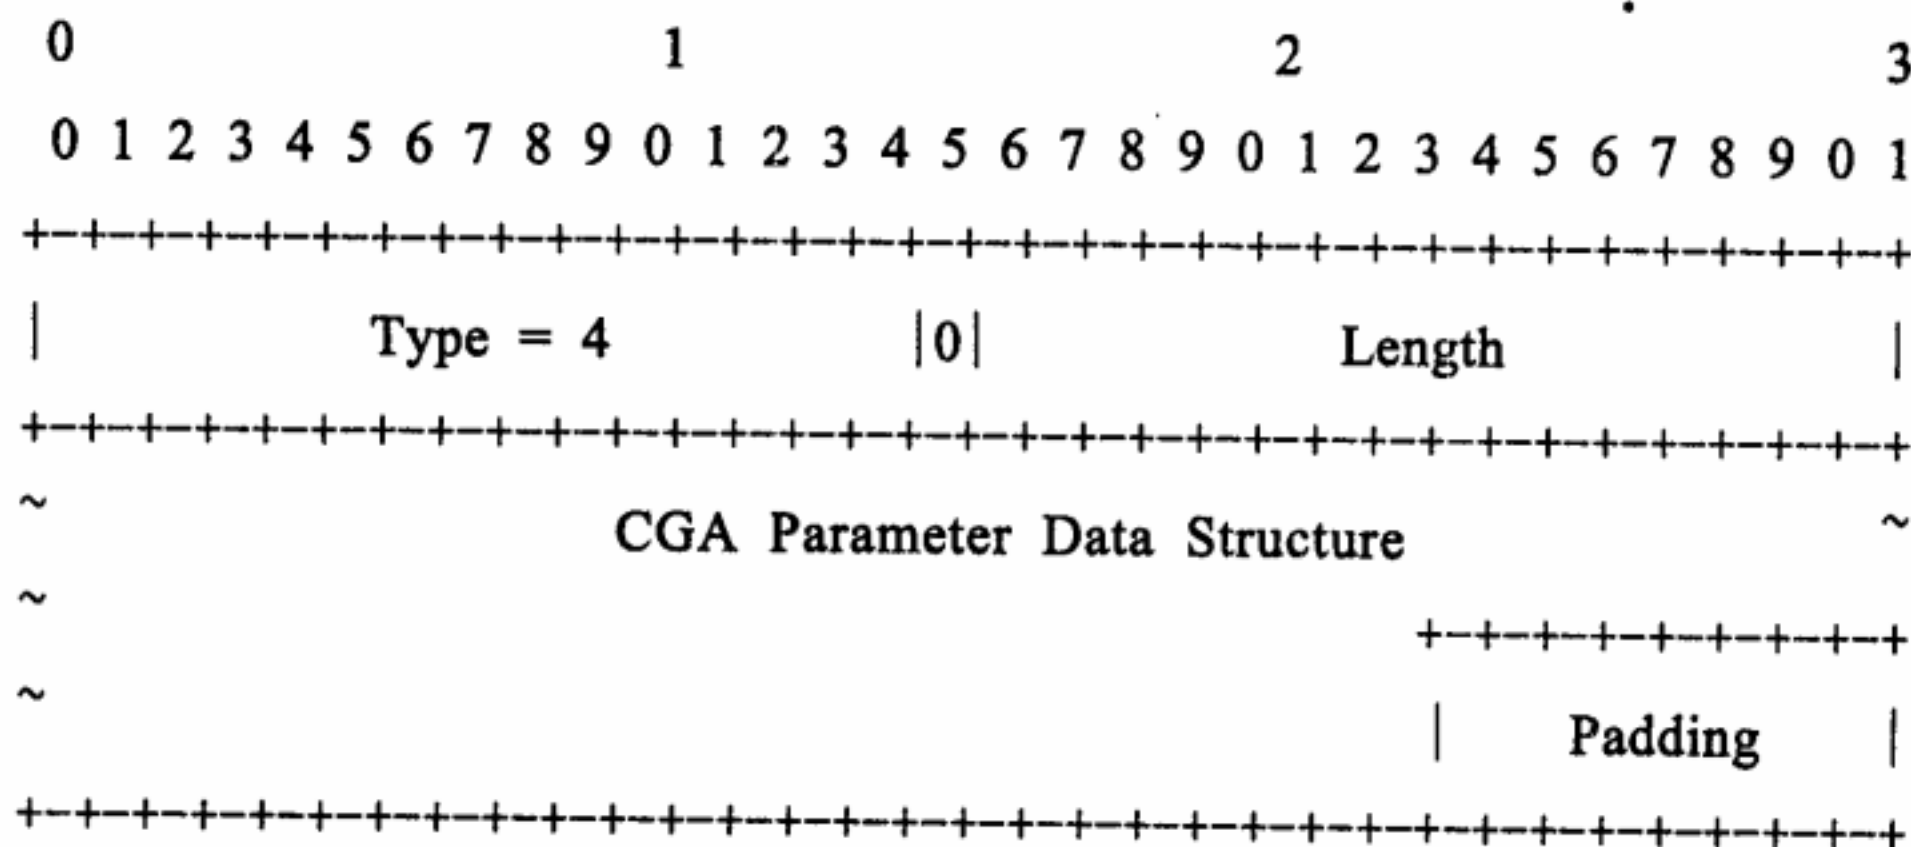 0 1 2 3
0 1 2 3 4 5 6 7 8 9 0 1 2 3 4 5 6 7 8 9 0 1 2 3 4 5 6 7 8 9 0 1
+-+-+-+-+-+-+-+-+-+-+-+-+-+-+-+-+-+-+-+-+-+-+-+-+-+-+-+-+-+-+-+-+
| Type = 4 |0| Length |
+-+-+-+-+-+-+-+-+-+-+-+-+-+-+-+-+-+-+-+-+-+-+-+-+-+-+-+-+-+-+-+-+
~ CGA Parameter Data Structure ~
~ +-+-+-+-+-+-+-+-+
~ | Padding |
+-+-+-+-+-+-+-+-+-+-+-+-+-+-+-+-+-+-+-+-+-+-+-+-+-+-+-+-+-+-+-+-+